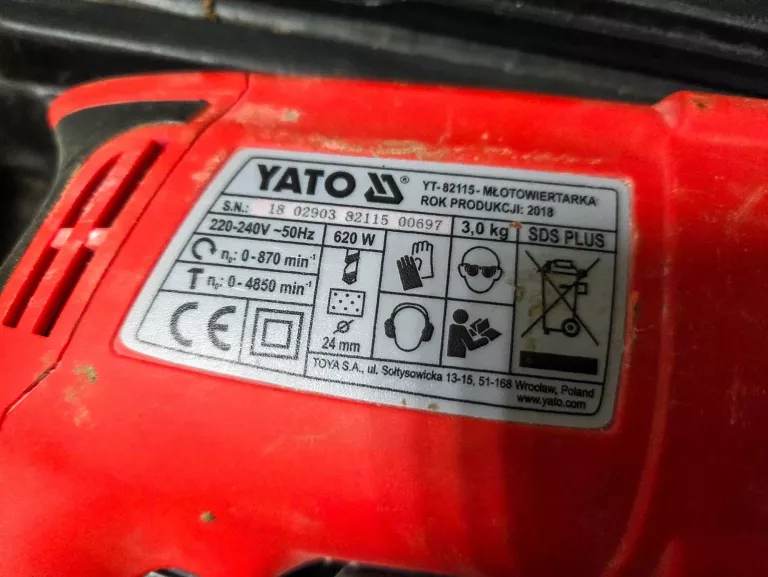 YATO ® YT-82115-MŁOTOWIERTARKA
ROK PRODUKCJI: 2018
S.N.: 18 02903 82115 00697
220-240V ~50Hz 620 W 3,0 kg SDS PLUS
n₀: 0-870 min⁻¹
n₀: 0-4850 min⁻¹
CE
⌀
24 mm
TOYA S.A., ul. Sołtysowicka 13-15, 51-168 Wrocław, Poland
www.yato.com